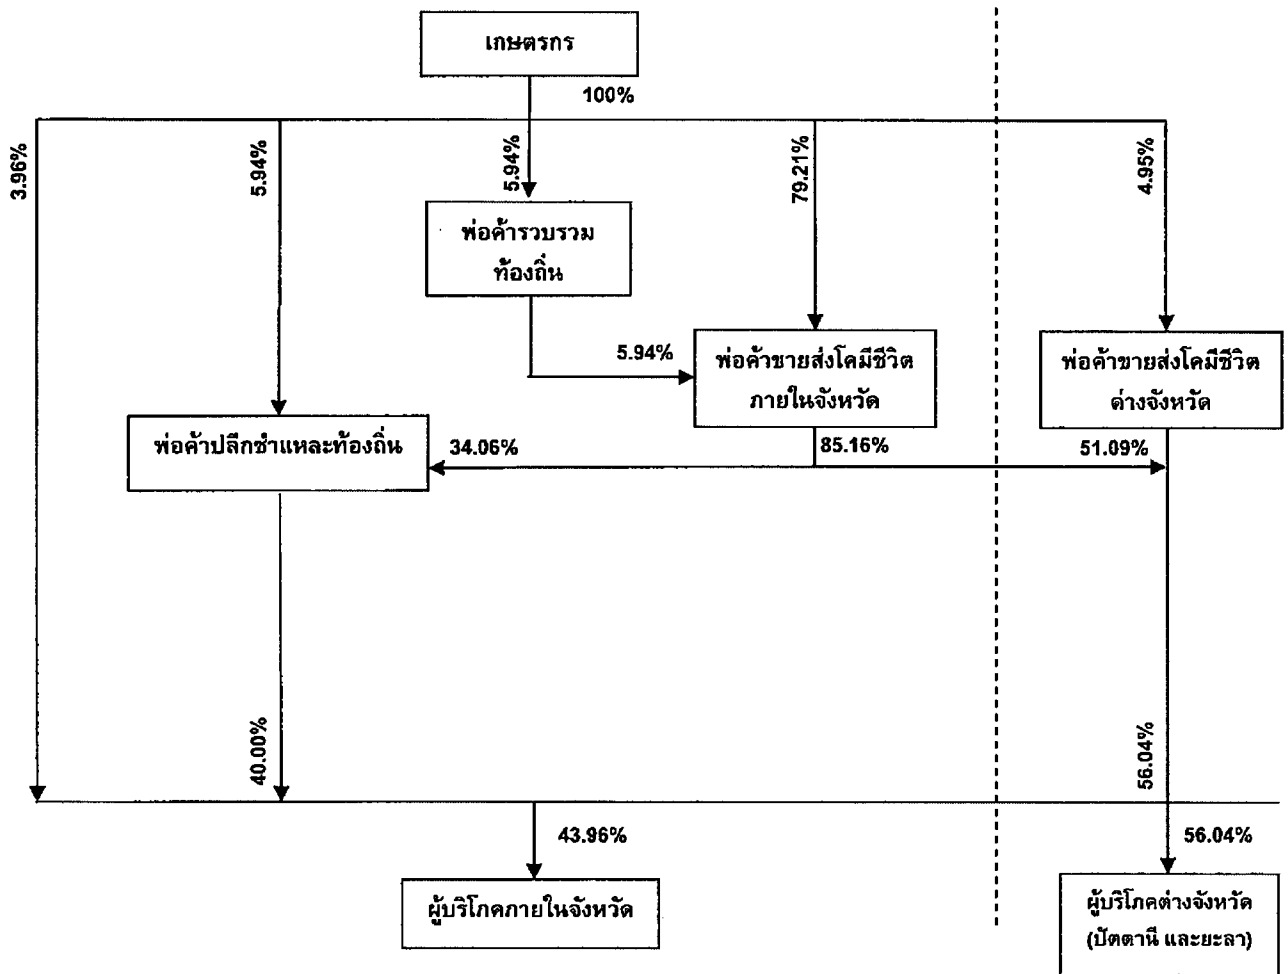 เกษตรกร
100%
3.96%
5.94%
5.94%
79.21%
4.95%
พ่อค้ารวบรวม
ท้องถิ่น
5.94%
พ่อค้าขายส่งโคมีชีวิต
ภายในจังหวัด
พ่อค้าขายส่งโคมีชีวิต
ต่างจังหวัด
พ่อค้าปลีกชำแหละท้องถิ่น
34.06%
85.16%
51.09%
40.00%
56.04%
43.96%
56.04%
ผู้บริโภคภายในจังหวัด
ผู้บริโภคต่างจังหวัด
(ปัตตานี และยะลา)